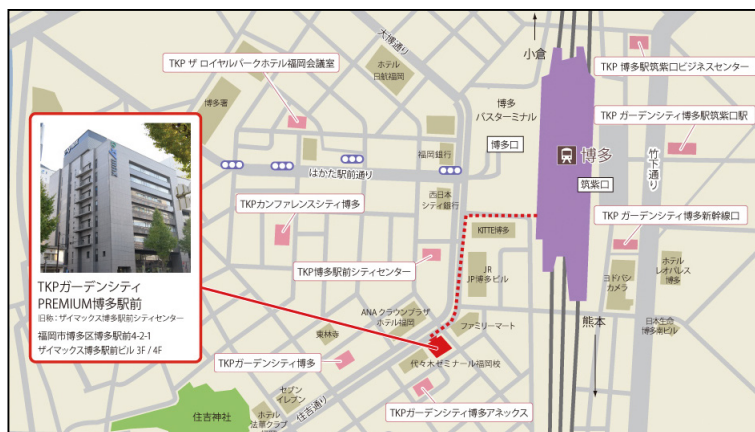 小倉
大博通り
TKP ザ ロイヤルパークホテル福岡会議室
ホテル
日航福岡
TKP 博多駅筑紫口ビジネスセンター
博多署
博多
バスターミナル
TKP ガーデンシティ博多駅筑紫口駅
福岡銀行
博多口
博多
筑紫口
竹下通り
はかた駅前通り
西日本
シティ銀行
TKPカンファレンスシティ博多
KITTE博多
TKP ガーデンシティ博多新幹線口
TKP博多駅前シティセンター
JR
JP博多ビル
ヨドバシ
カメラ
ホテル
レオパレス
博多
TKPガーデンシティ
PREMIUM博多駅前
旧称：ザイマックス博多駅前シティセンター
福岡市博多区博多駅前4-2-1
ザイマックス博多駅前ビル 3F / 4F
ANA クラウンプラザ
ホテル福岡
ファミリーマート
熊本
日本生命
博多南ビル
東林寺
代々木ゼミナール福岡校
TKPガーデンシティ博多
セブン
イレブン
住吉通り
TKPガーデンシティ博多アネックス
住吉神社
ホテル
法華クラブ